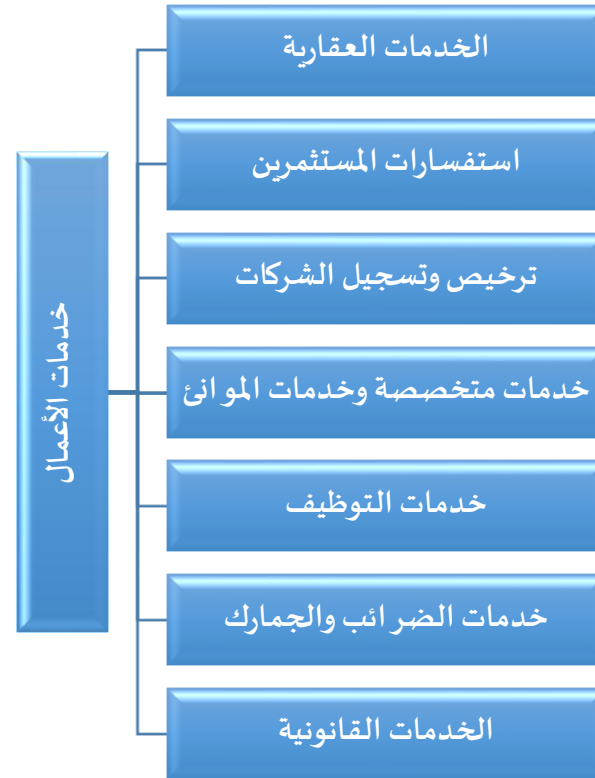 خدمات الأعمال
الخدمات العقارية
استفسارات المستثمرين
ترخيص وتسجيل الشركات
خدمات متخصصة وخدمات الموانئ
خدمات التوظيف
خدمات الضرائب والجمارك
الخدمات القانونية